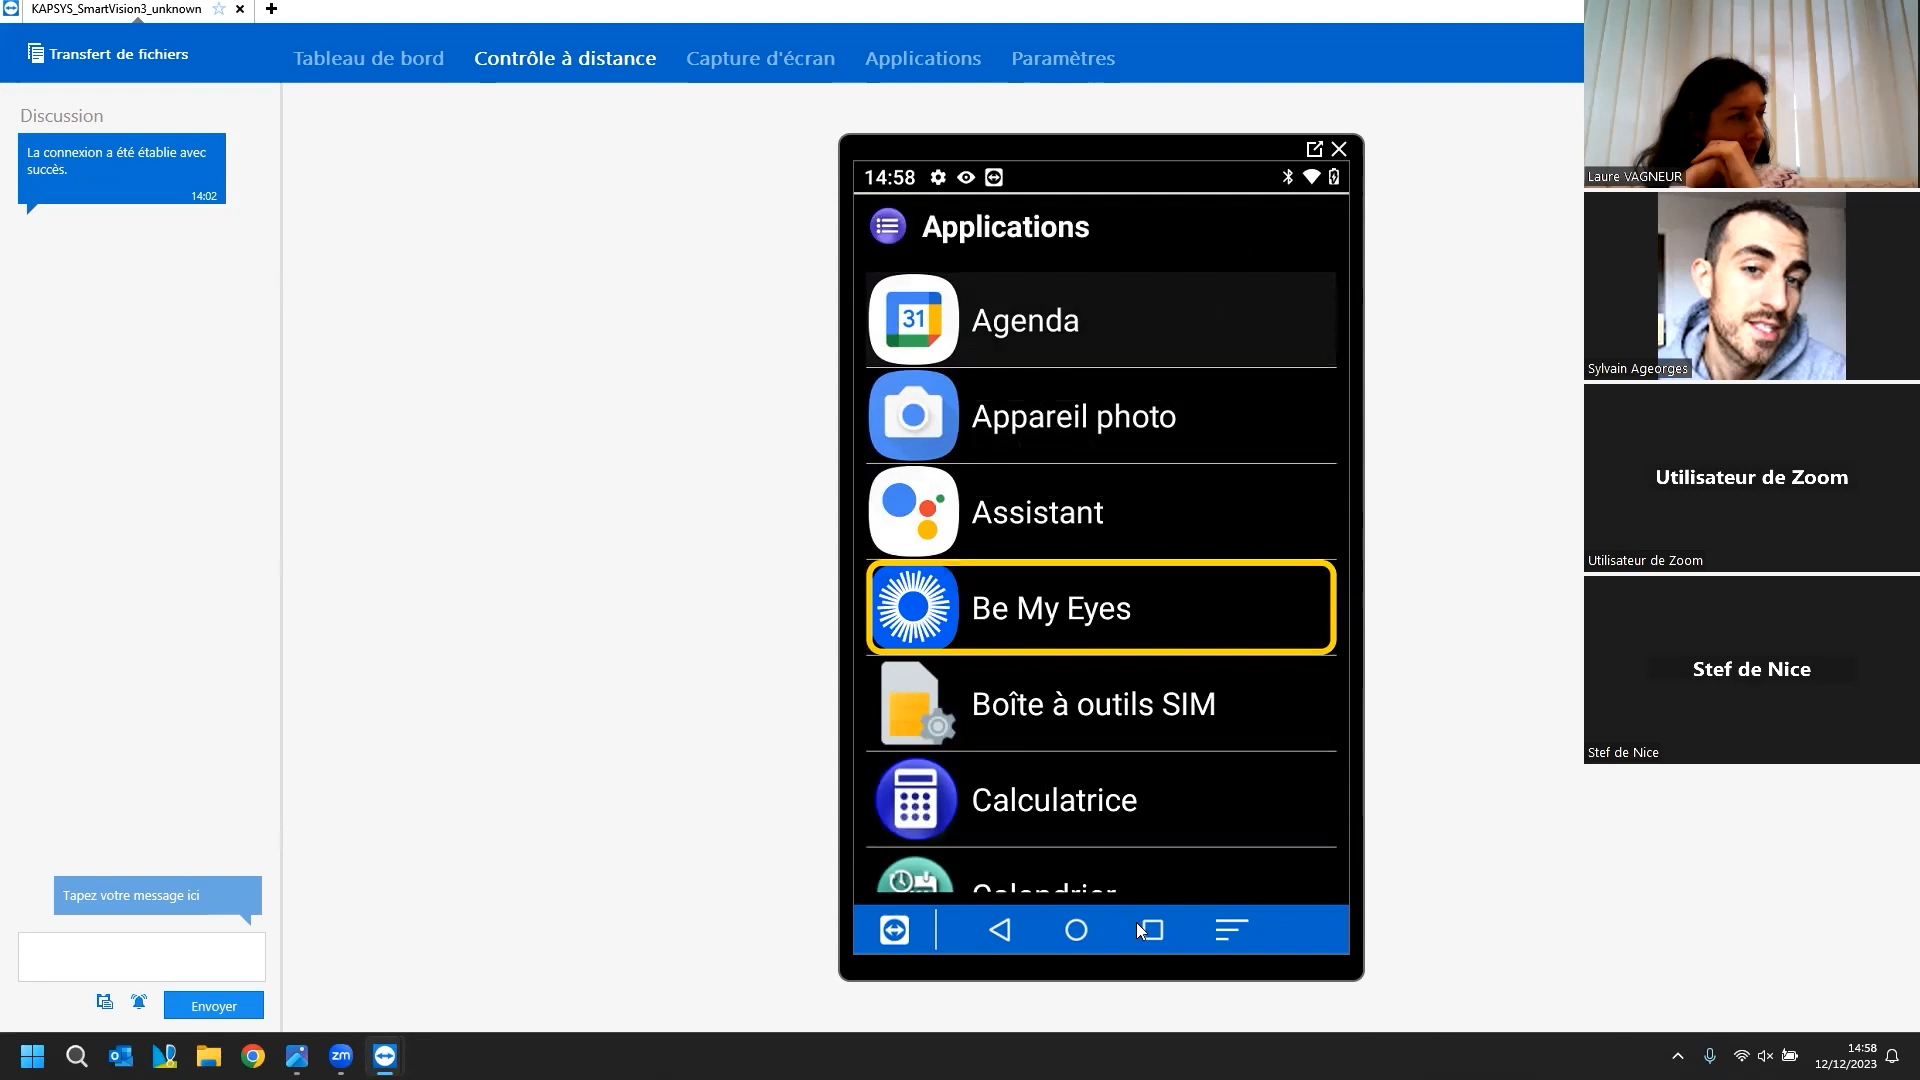 KAPSYS_SmartVision3_unknown
Transfert de fichiers
Tableau de bord
Contrôle à distance
Capture d'écran
Applications
Paramètres
Discussion
La connexion a été établie avec
succès.
14:02
Tapez votre message ici
Envoyer
14:58
Applications
31
Agenda
Appareil photo
Assistant
Be My Eyes
Boîte à outils SIM
Calculatrice
Calendrier
Laure VAGNEUR
Sylvain Ageorges
Utilisateur de Zoom
Utilisateur de Zoom
Stef de Nice
Stef de Nice
zm
14:58
12/12/2023